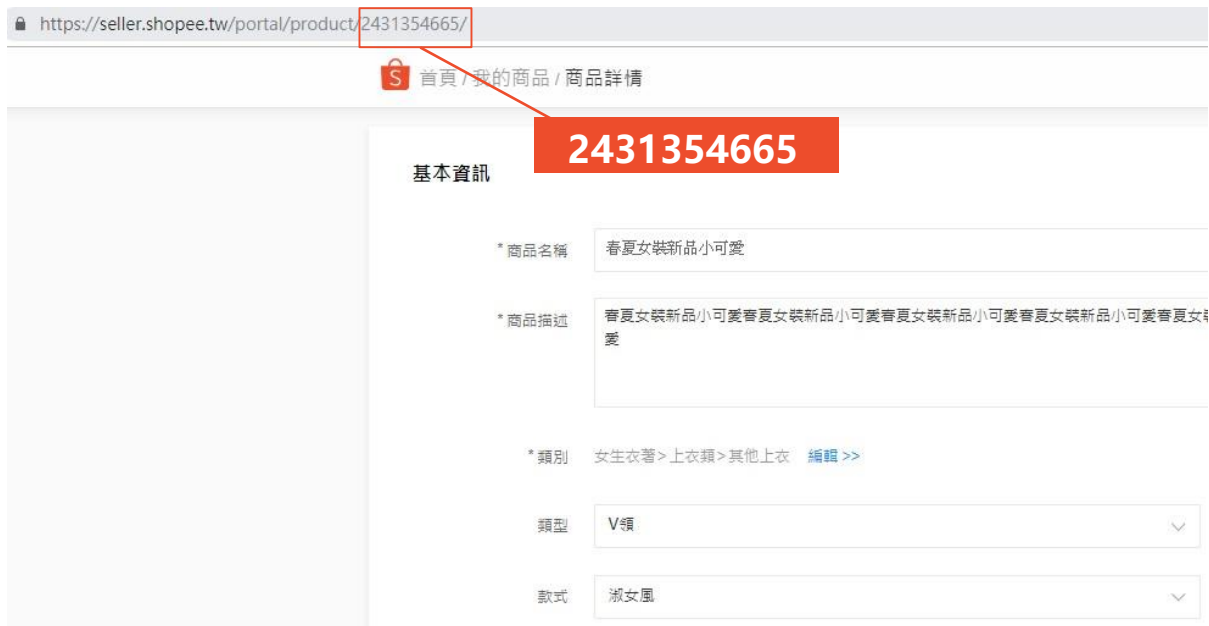 https://seller.shopee.tw/portal/product/2431354665/
首頁 / 我的商品 / 商品詳情
2431354665
基本資訊
*商品名稱 春夏女裝新品小可愛
*商品描述 春夏女裝新品小可愛春夏女裝新品小可愛春夏女裝新品小可愛春夏女裝新品小可愛春夏女裝
愛
*類別 女生衣著>上衣類>其他上衣 編輯 >>
類型 V領
款式 淑女風